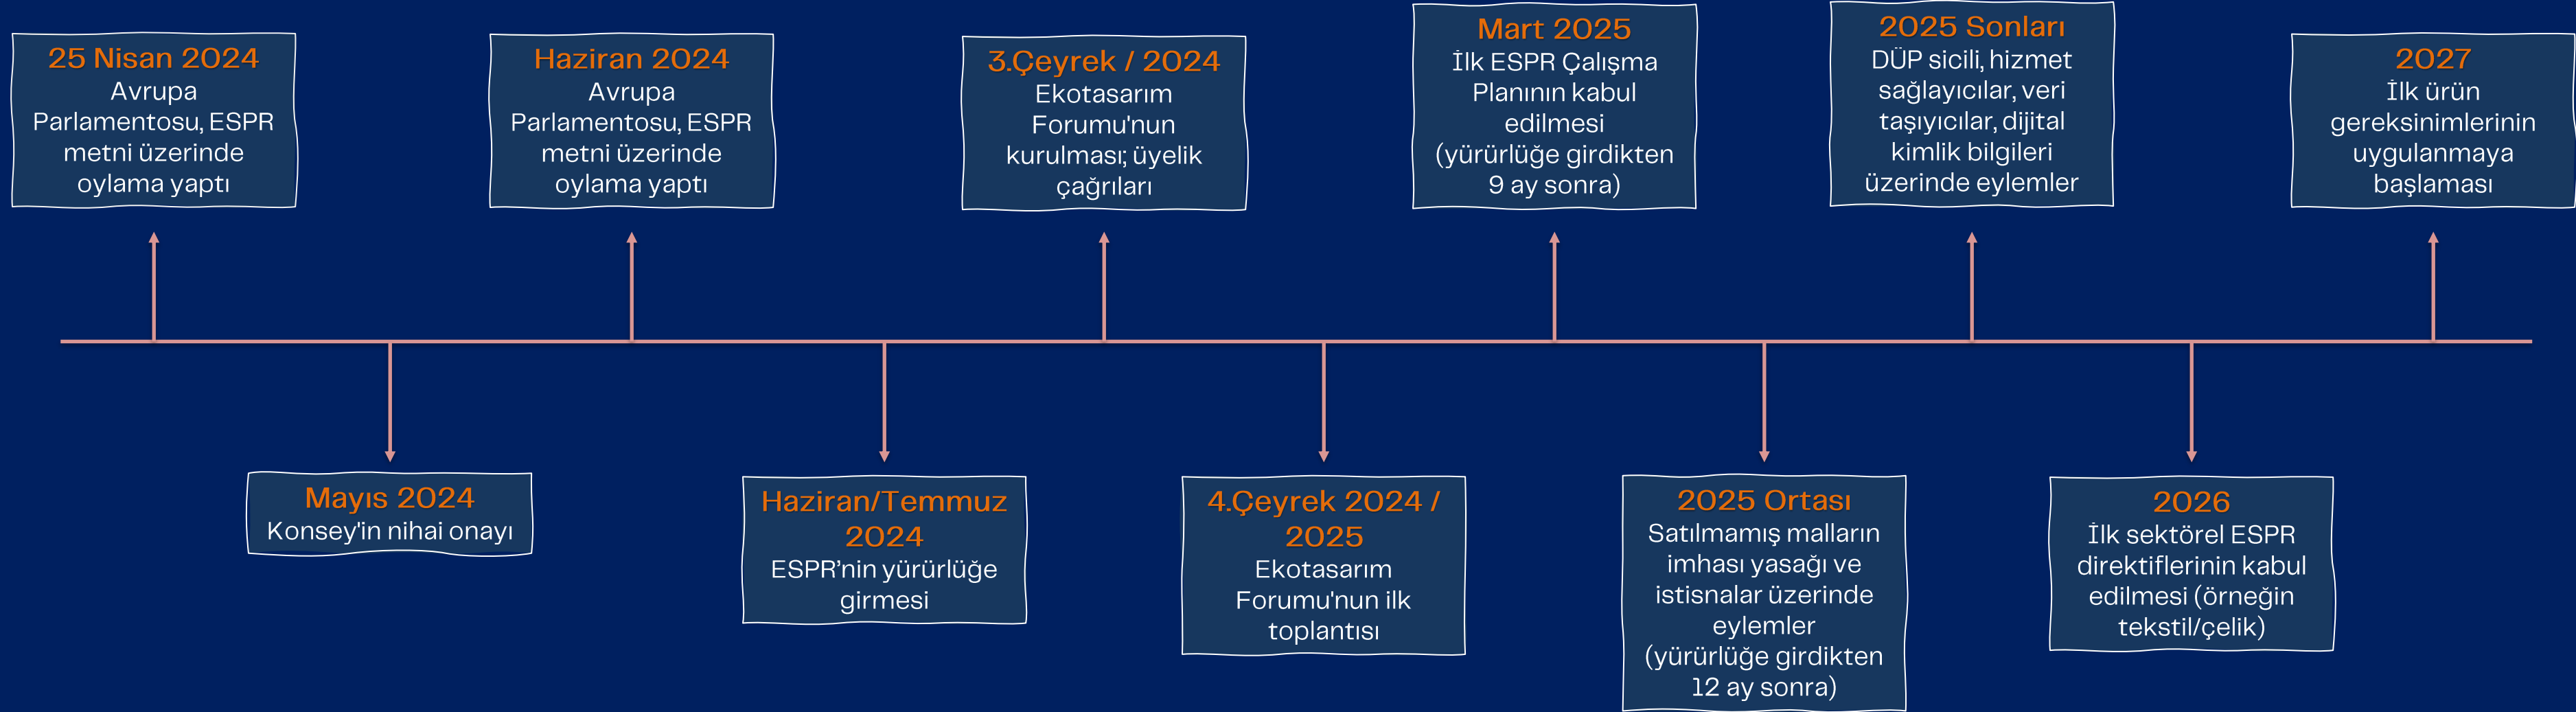 25 Nisan 2024
Avrupa
Parlamentosu, ESPR
metni üzerinde
oylama yaptı
Mayıs 2024
Konsey'in nihai onayı
Haziran 2024
Avrupa
Parlamentosu, ESPR
metni üzerinde
oylama yaptı
Haziran/Temmuz
2024
ESPR’nin yürürlüğe
girmesi
3.Çeyrek / 2024
Ekotasarım
Forumu'nun
kurulması; üyelik
çağrıları
4.Çeyrek 2024 /
2025
Ekotasarım
Forumu'nun ilk
toplantısı
Mart 2025
İlk ESPR Çalışma
Planının kabul
edilmesi
(yürürlüğe girdikten
9 ay sonra)
2025 Ortası
Satılmamış malların
imhası yasağı ve
istisnalar üzerinde
eylemler
(yürürlüğe girdikten
12 ay sonra)
2025 Sonları
DÜP sicili, hizmet
sağlayıcılar, veri
taşıyıcılar, dijital
kimlik bilgileri
üzerinde eylemler
2026
İlk sektörel ESPR
direktiflerinin kabul
edilmesi (örneğin
tekstil/çelik)
2027
İlk ürün
gereksinimlerinin
uygulanmaya
başlaması